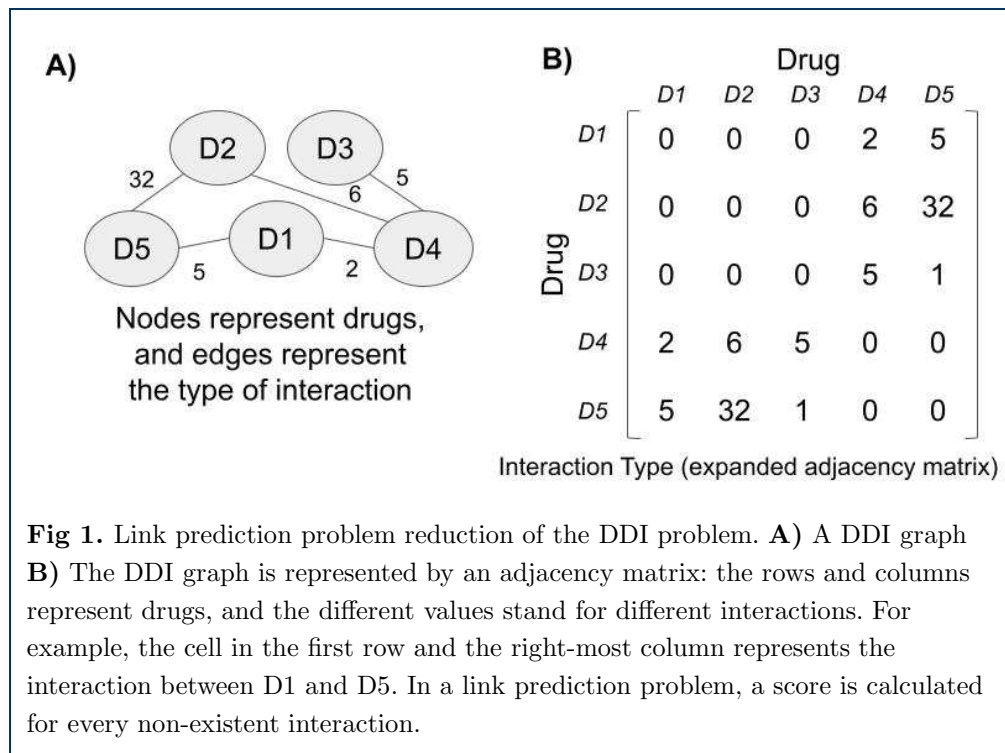 A)
D2
D3
32
6
5
D5
D1
D4
5
2
Nodes represent drugs,
and edges represent
the type of interaction
B)
Drug
D1 D2 D3 D4 D5
Drug
D1 0 0 0 2 5
D2 0 0 0 6 32
D3 0 0 0 5 1
D4 2 6 5 0 0
D5 5 32 1 0 0
Interaction Type (expanded adjacency matrix)
Fig 1. Link prediction problem reduction of the DDI problem. A) A DDI graph
B) The DDI graph is represented by an adjacency matrix: the rows and columns
represent drugs, and the different values stand for different interactions. For
example, the cell in the first row and the right-most column represents the
interaction between D1 and D5. In a link prediction problem, a score is calculated
for every non-existent interaction.